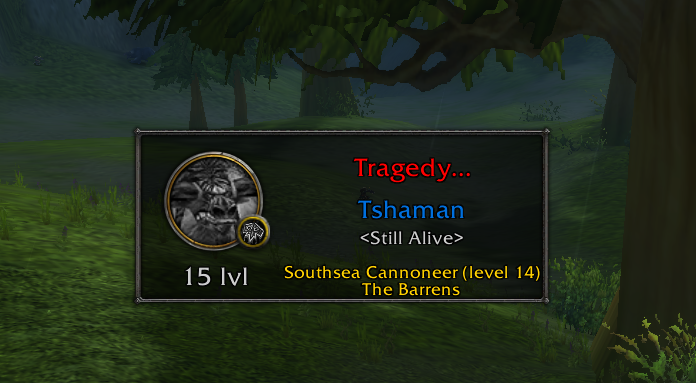 Tragedy...
Tshaman
<Still Alive>
15 lvl
Southsea Cannoneer (level 14)
The Barrens